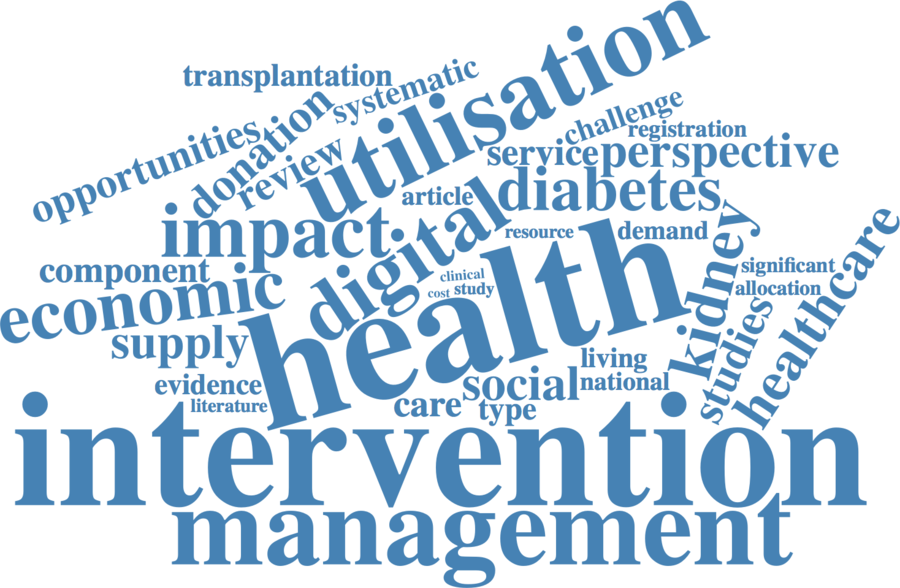 transplantation
systematic
utilisation
opportunities
donation
review
challenge
registration
service
perspective
article
diabetes
impact
digital
resource
demand
kidney
healthcare
component
clinical
cost
study
health
significant
allocation
economic
supply
studies
evidence
literature
living
social
national
care
type
intervention
management